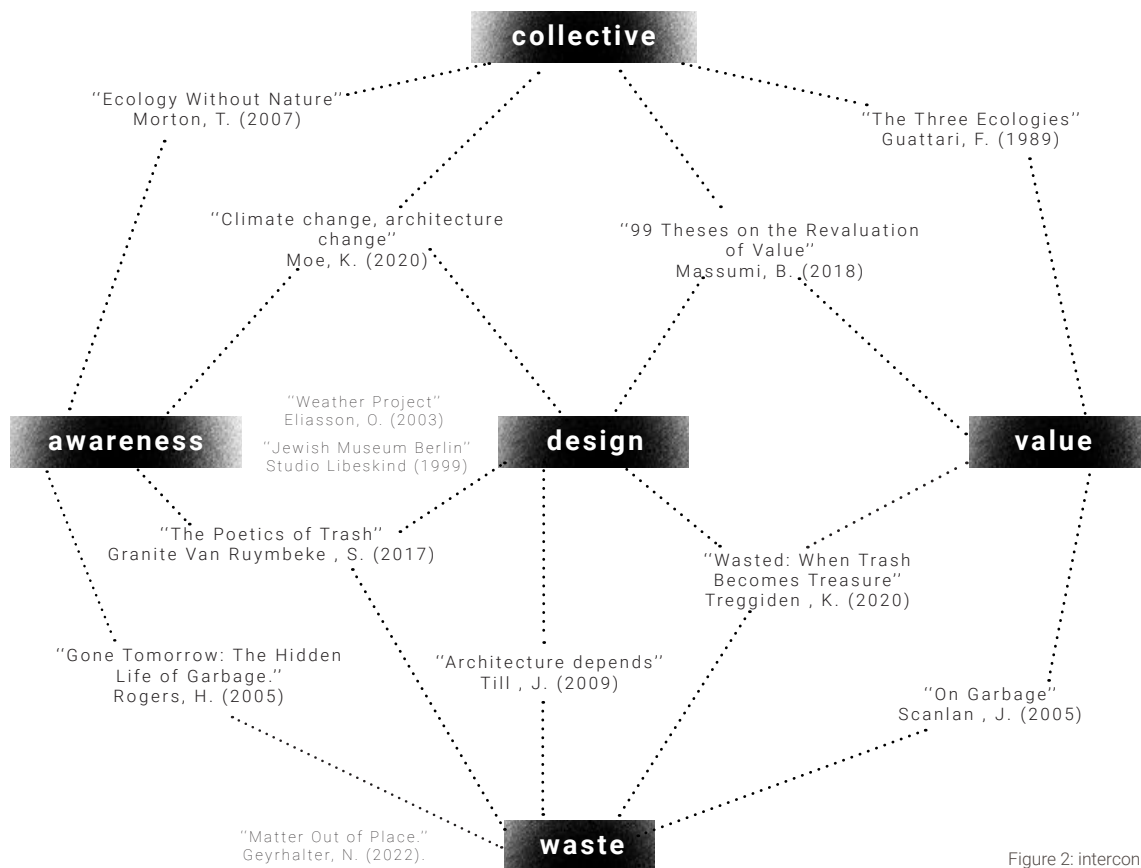 collective
‘‘Ecology Without Nature’’
Morton, T. (2007)
‘‘The Three Ecologies’’
Guattari, F. (1989)
‘‘Climate change, architecture
change’’
Moe, K. (2020)
‘‘99 Theses on the Revaluation
of Value’’
Massumi, B. (2018)
‘‘Weather Project’’
Eliasson, O. (2003)
‘‘Jewish Museum Berlin’’
Studio Libeskind (1999)
awareness
design
value
‘‘The Poetics of Trash’’
Granite Van Ruymbeke , S. (2017)
‘‘Wasted: When Trash
Becomes Treasure’’
Treggiden , K. (2020)
‘‘Gone Tomorrow: The Hidden
Life of Garbage.’’
Rogers, H. (2005)
‘‘Architecture depends’’
Till , J. (2009)
‘‘On Garbage’’
Scanlan , J. (2005)
‘‘Matter Out of Place.’’
Geyrhalter, N. (2022).
waste
Figure 2: intercon